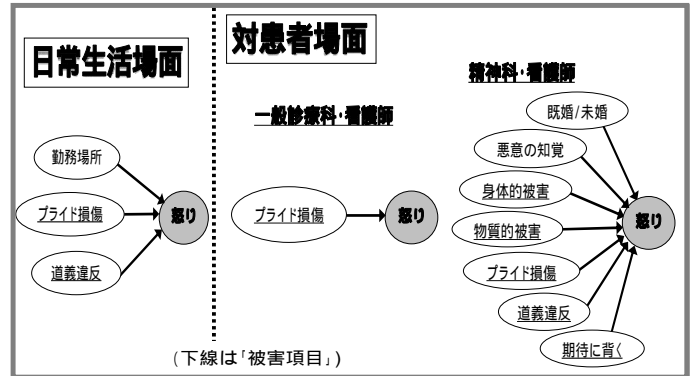 日常生活場面
勤務場所
プライド損傷
道義違反
怒り
対患者場面
一般診療科・看護師
プライド損傷
怒り
精神科・看護師
既婚/未婚
悪意の知覚
身体的被害
物質的被害
プライド損傷
道義違反
期待に背く
怒り
(下線は「被害項目」)